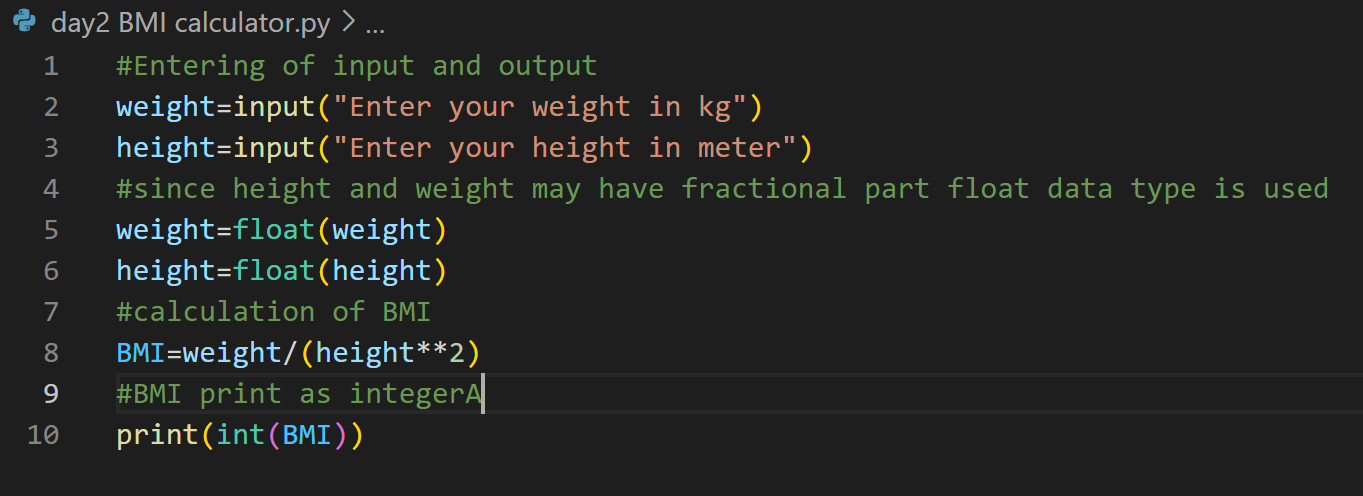 day2 BMI calculator.py > ...
1 #Entering of input and output
2 weight=input("Enter your weight in kg")
3 height=input("Enter your height in meter")
4 #since height and weight may have fractional part float data type is used
5 weight=float(weight)
6 height=float(height)
7 #calculation of BMI
8 BMI=weight/(height**2)
9 #BMI print as integerA
10 print(int(BMI))